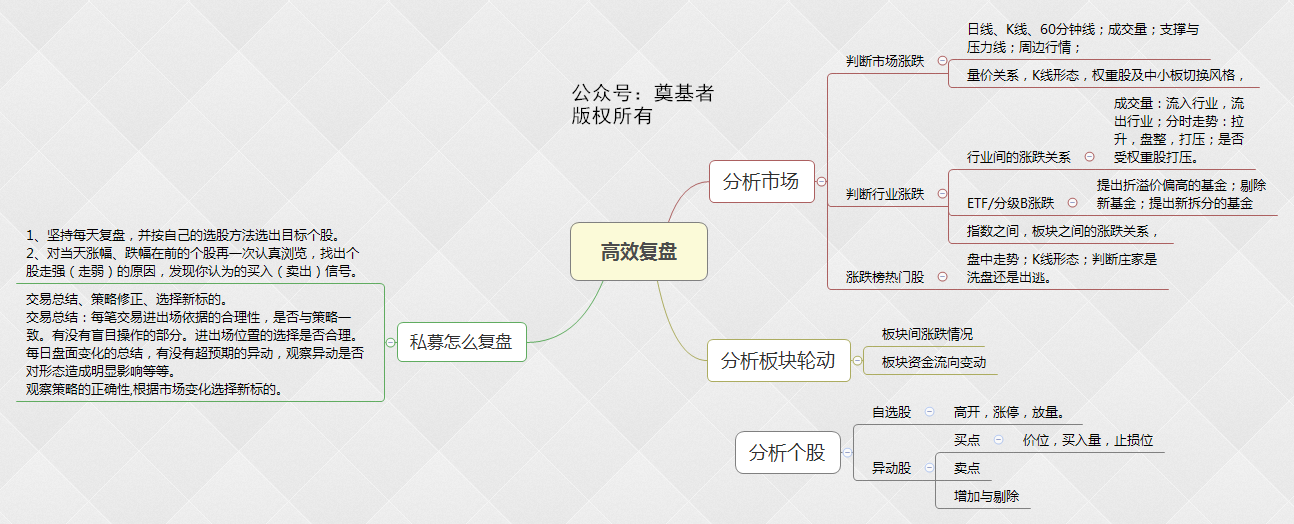 公众号：奠基者
版权所有
高效复盘
分析市场
判断市场涨跌
日线、K线、60分钟线；成交量；支撑与
压力线；周边行情；
量价关系，K线形态，权重股及中小板切换风格，
判断行业涨跌
行业间的涨跌关系
成交量：流入行业，流
出行业；分时走势：拉
升，盘整，打压；是否
受权重股打压。
ETF/分级B涨跌
提出折溢价偏高的基金；剔除
新基金；提出新拆分的基金
指数之间，板块之间的涨跌关系，
涨跌榜热门股
盘中走势；K线形态；判断庄家是
洗盘还是出逃。
分析板块轮动
板块间涨跌情况
板块资金流向变动
分析个股
自选股
高开，涨停，放量。
异动股
买点
价位，买入量，止损位
卖点
增加与剔除
私募怎么复盘
1、坚持每天复盘，并按自己的选股方法选出目标个股。
2、对当天涨幅、跌幅在前的个股再一次认真浏览，找出个
股走强（走弱）的原因，发现你认为的买入（卖出）信号。
交易总结、策略修正、选择新标的。
交易总结：每笔交易进出场依据的合理性，是否与策略一
致。有没有盲目操作的部分。进出场位置的选择是否合理。
每日盘面变化的总结，有没有超预期的异动，观察异动是否
对形态造成明显影响等等。
观察策略的正确性,根据市场变化选择新标的。